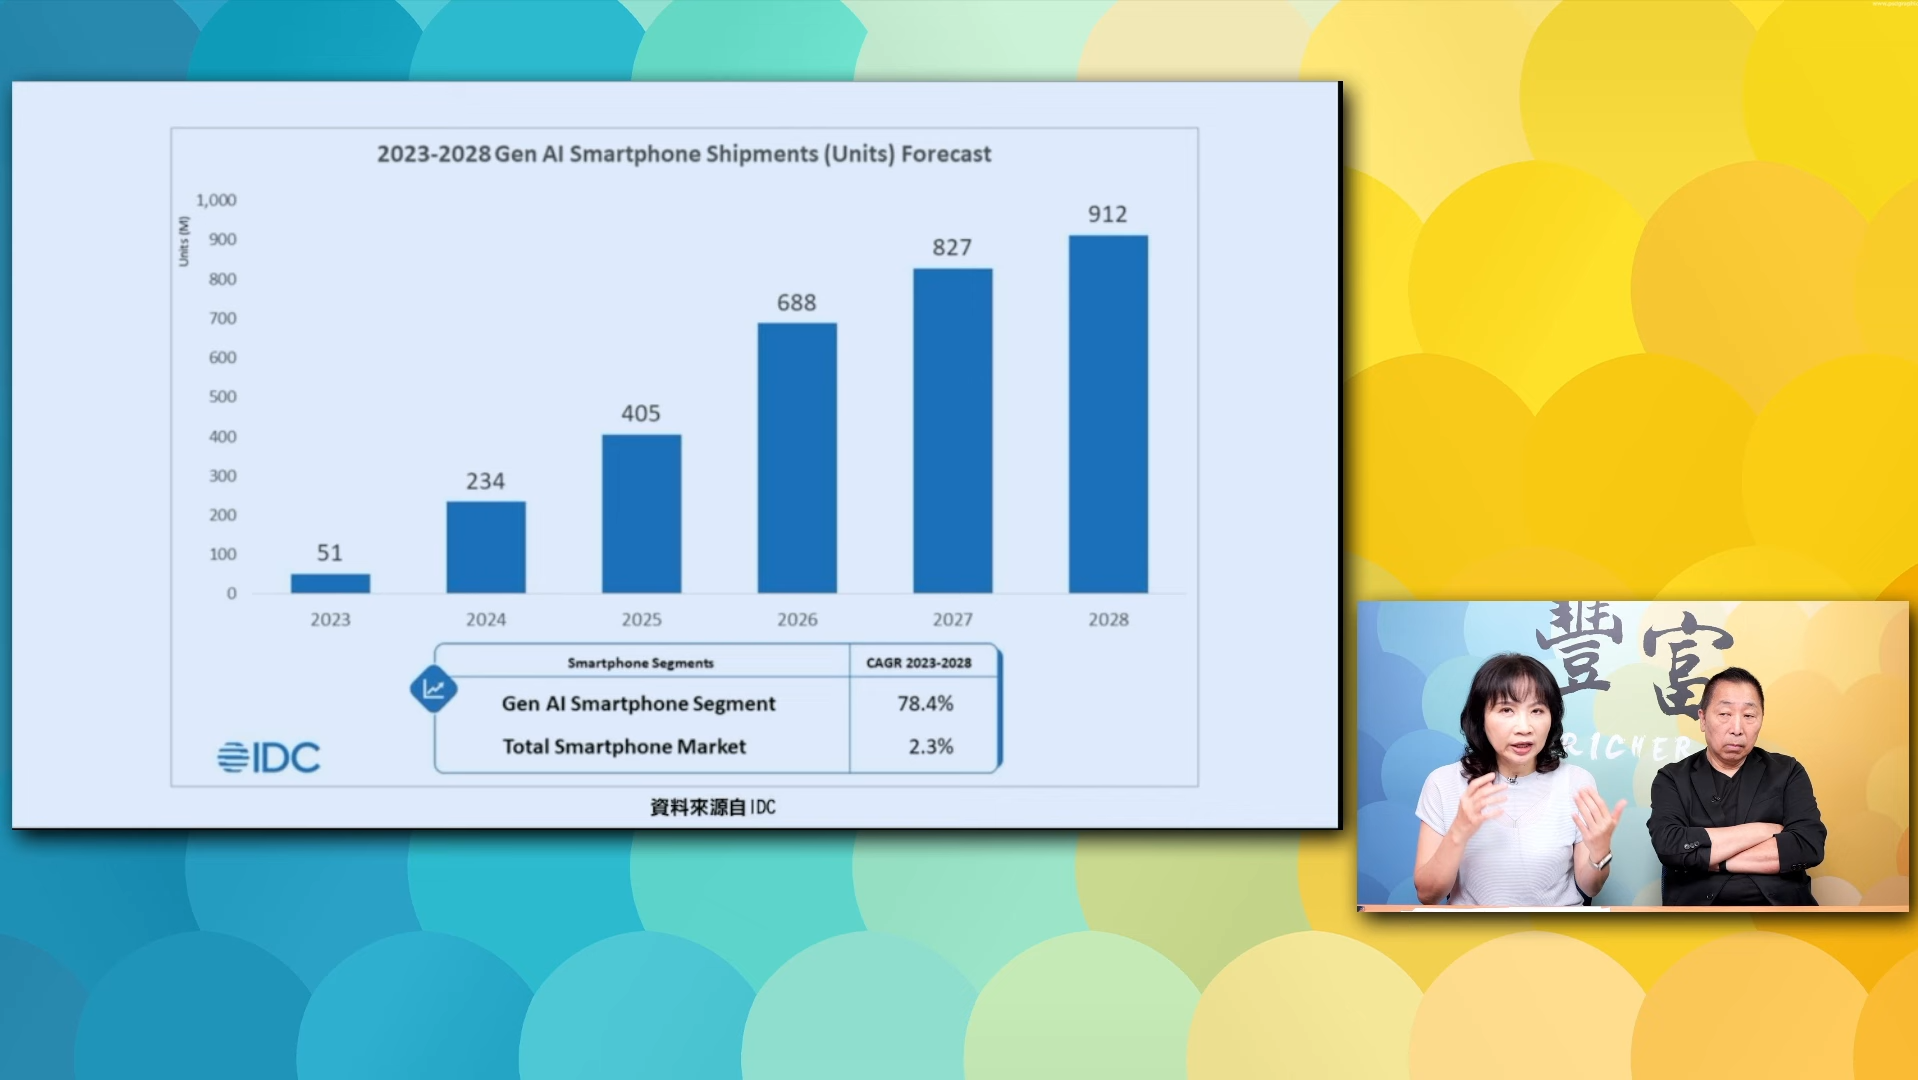 2023-2028 Gen AI Smartphone Shipments (Units) Forecast
Units (M)
1,000
900
800
700
600
500
400
300
200
100
0
51
234
405
688
827
912
2023
2024
2025
2026
2027
2028
Smartphone Segments
CAGR 2023-2028
Gen AI Smartphone Segment
78.4%
Total Smartphone Market
2.3%
IDC
資料來源自IDC
豐富
RICHER